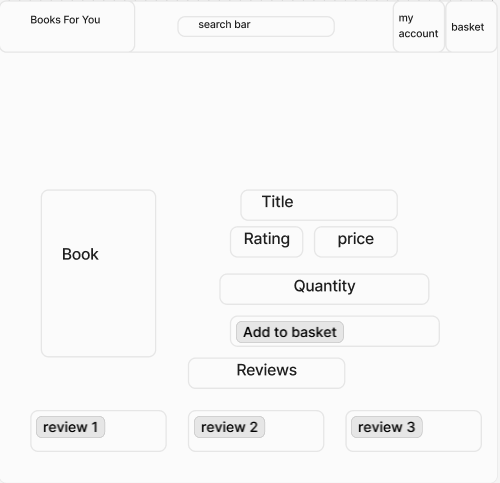 Books For You
search bar
my
account
basket
Book
Title
Rating
price
Quantity
Add to basket
Reviews
review 1
review 2
review 3